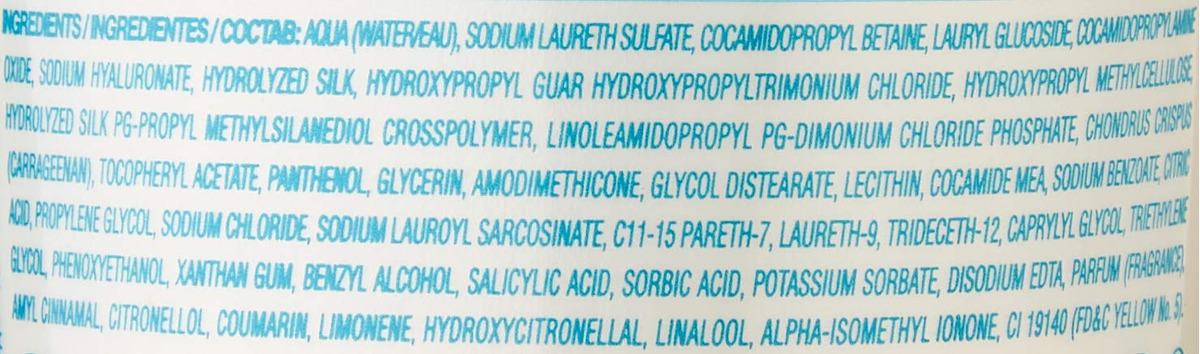 INGREDIENTS / INGREDIENTES / СОСТАВ: AQUA (WATER/EAU), SODIUM LAURETH SULFATE, COCAMIDOPROPYL BETAINE, LAURYL GLUCOSIDE, COCAMIDOPROPYLAMINE
OXIDE, SODIUM HYALURONATE, HYDROLYZED SILK, HYDROXYPROPYL GUAR HYDROXYPROPYLTRIMONIUM CHLORIDE, HYDROXYPROPYL METHYLCELLULOSE
HYDROLYZED SILK PG-PROPYL METHYLSILANEDIOL CROSSPOLYMER, LINOLEAMIDOPROPYL PG-DIMONIUM CHLORIDE PHOSPHATE, CHONDRUS CRISPUS
(CARRAGEENAN), TOCOPHERYL ACETATE, PANTHENOL, GLYCERIN, AMODIMETHICONE, GLYCOL DISTEARATE, LECITHIN, COCAMIDE MEA, SODIUM BENZOATE, CITRIC
ACID, PROPYLENE GLYCOL, SODIUM CHLORIDE, SODIUM LAUROYL SARCOSINATE, C11-15 PARETH-7, LAURETH-9, TRIDECETH-12, CAPRYLYL GLYCOL, TRIETHYLENE
GLYCOL, PHENOXYETHANOL, XANTHAN GUM, BENZYL ALCOHOL, SALICYLIC ACID, SORBIC ACID, POTASSIUM SORBATE, DISODIUM EDTA, PARFUM (FRAGRANCE),
AMYL CINNAMAL, CITRONELLOL, COUMARIN, LIMONENE, HYDROXYCITRONELLAL, LINALOOL, ALPHA-ISOMETHYL IONONE, CI 19140 (FD&C YELLOW No. 5).